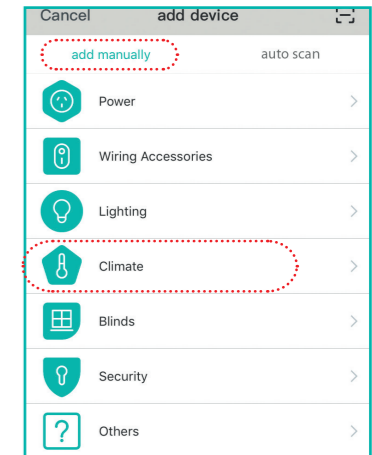 Cancel add device
add manually auto scan
Power
Wiring Accessories
Lighting
Climate
Blinds
Security
Others